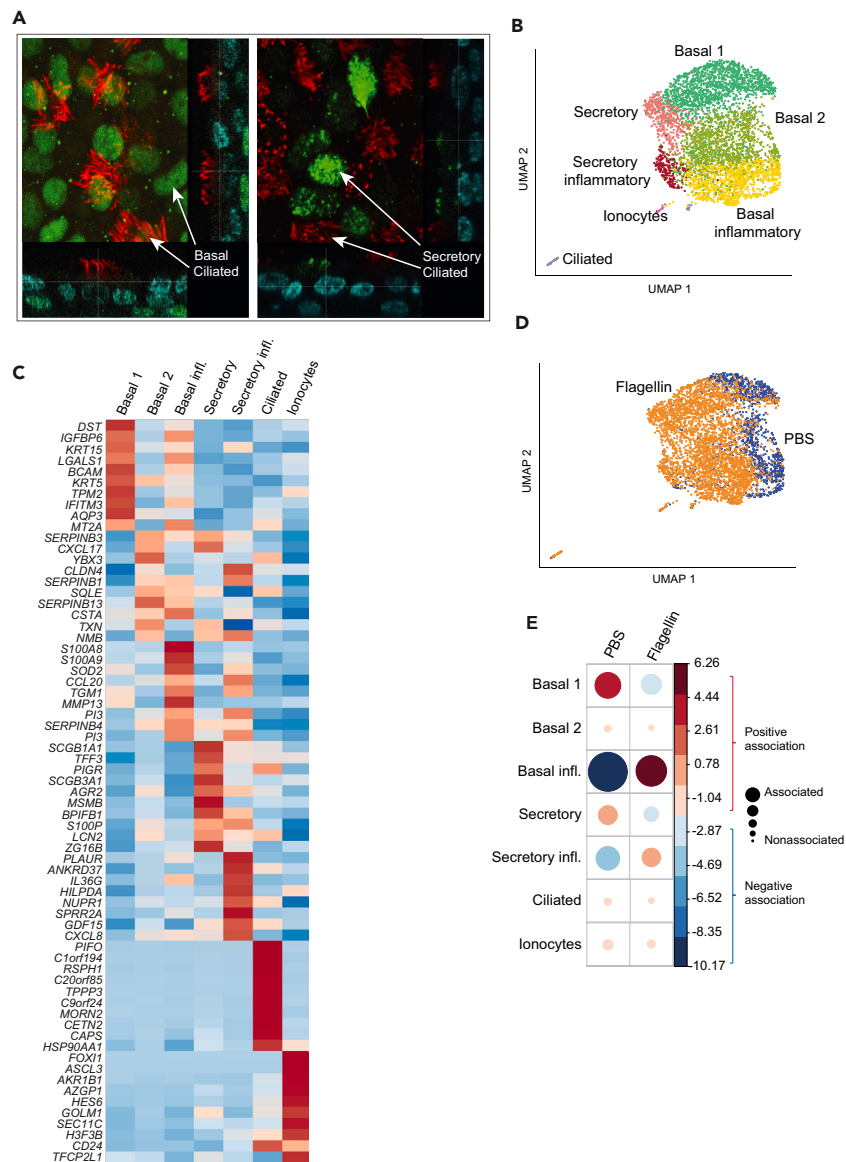 A
Basal
Ciliated
Secretory
Ciliated
B
Basal 1
Secretory
Basal 2
Secretory
inflammatory
Ionocytes
Basal
inflammatory
Ciliated
UMAP 2
UMAP 1
C
Basal 1
Basal 2
Basal infl.
Secretory
Secretory infl.
Ciliated
Ionocytes
DST
IGFBP6
KRT15
LGALS1
BCAM
KRT5
TPM2
IFITM3
AQP3
MT2A
SERPINB3
CXCL17
YBX3
CLDN4
SERPINB1
SQLE
SERPINB13
CSTA
TXN
NMB
S100A8
S100A9
SOD2
CCL20
TGM1
MMP13
PI3
SERPINB4
PI3
SCGB1A1
TFF3
PIGR
SCGB3A1
AGR2
MSMB
BPIFB1
S100P
LCN2
ZG16B
PLAUR
ANKRD37
IL36G
HILPDA
NUPR1
SPRR2A
GDF15
CXCL8
PIFO
C1orf194
RSPH1
C20orf85
TPPP3
C9orf24
MORN2
CETN2
CAPS
HSP90AA1
FOXI1
ASCL3
AKR1B1
AZGP1
HES6
GOLM1
SEC11C
H3F3B
CD24
TFCP2L1
D
Flagellin
PBS
UMAP 2
UMAP 1
E
PBS
Flagellin
Basal 1
Basal 2
Basal infl.
Secretory
Secretory infl.
Ciliated
Ionocytes
6.26
4.44
2.61
0.78
-1.04
-2.87
-4.69
-6.52
-8.35
-10.17
Positive
association
Associated
Nonassociated
Negative
association